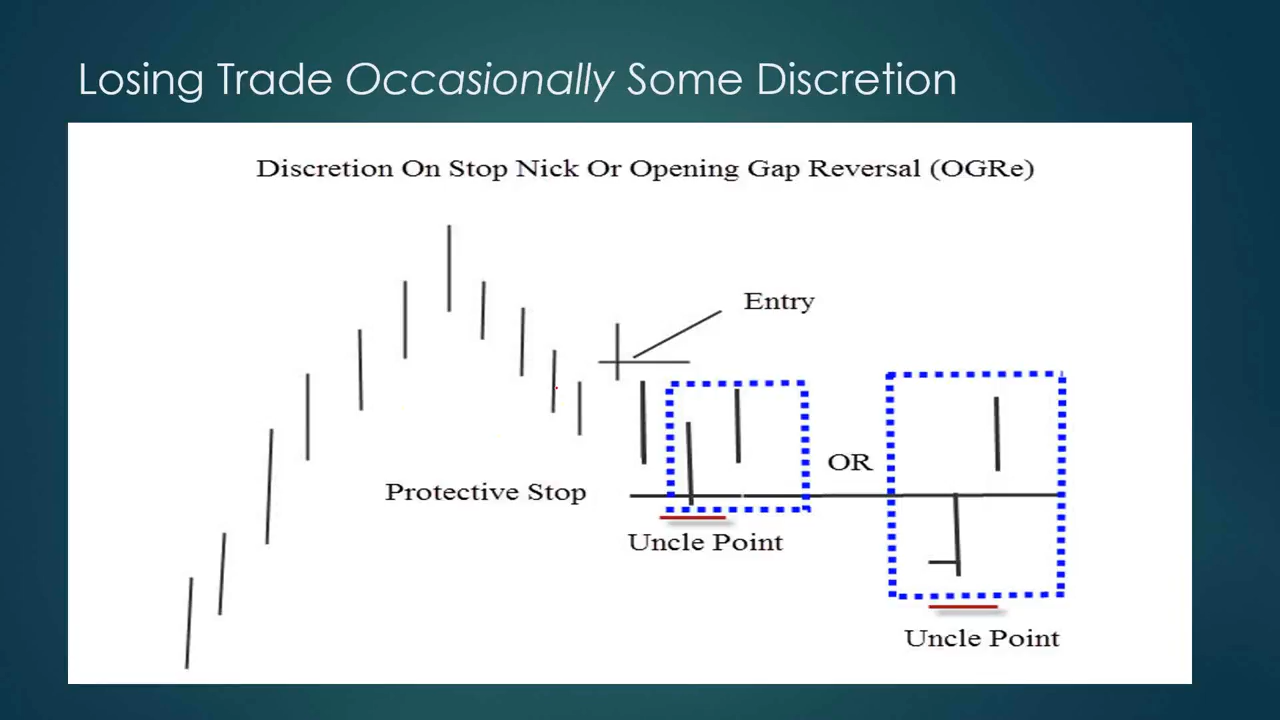 Losing Trade Occasionally Some Discretion
Discretion On Stop Nick Or Opening Gap Reversal (OGRe)
Entry
OR
Protective Stop
Uncle Point
Uncle Point